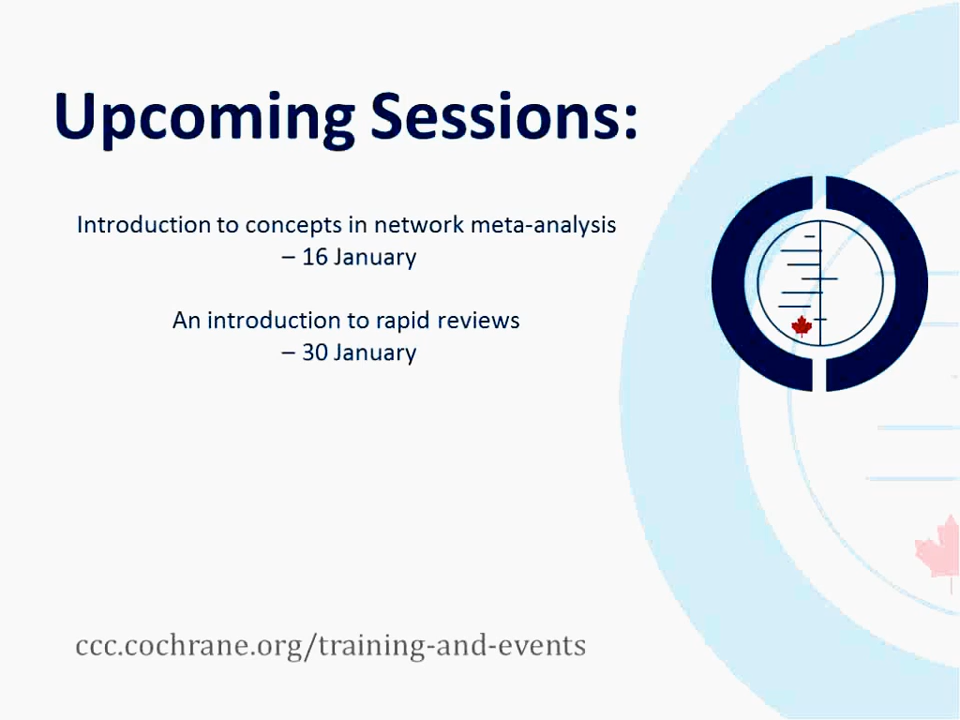 Upcoming Sessions:
Introduction to concepts in network meta-analysis
– 16 January
An introduction to rapid reviews
– 30 January
ccc.cochrane.org/training-and-events